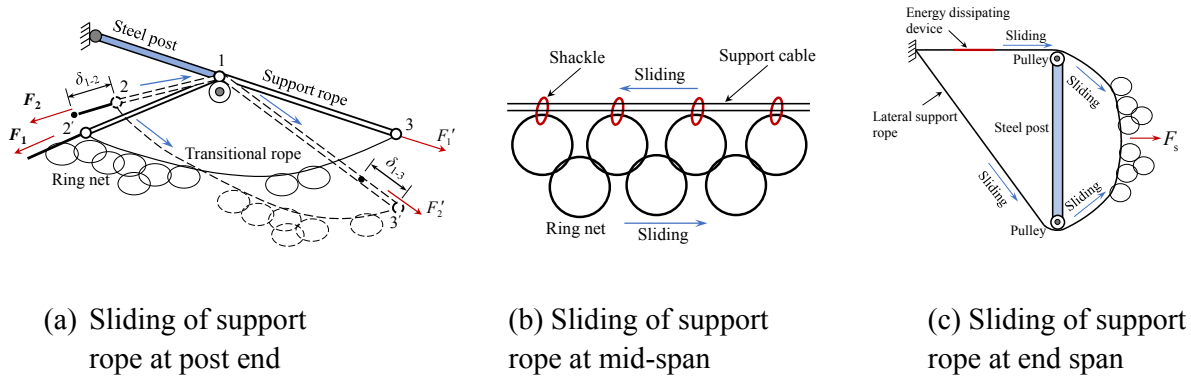 Steel post
1
Support rope
δ1-2
2
F2
F1
2'
3
F1'
Transitional rope
δ1-3
Ring net
F2'
3'
(a) Sliding of support
rope at post end
Shackle
Sliding
Support cable
Ring net
Sliding
(b) Sliding of support
rope at mid-span
Energy dissipating
device
Sliding
Pulley
Sliding
Lateral support
rope
Steel post
Fs
Sliding
Sliding
Pulley
(c) Sliding of support
rope at end span